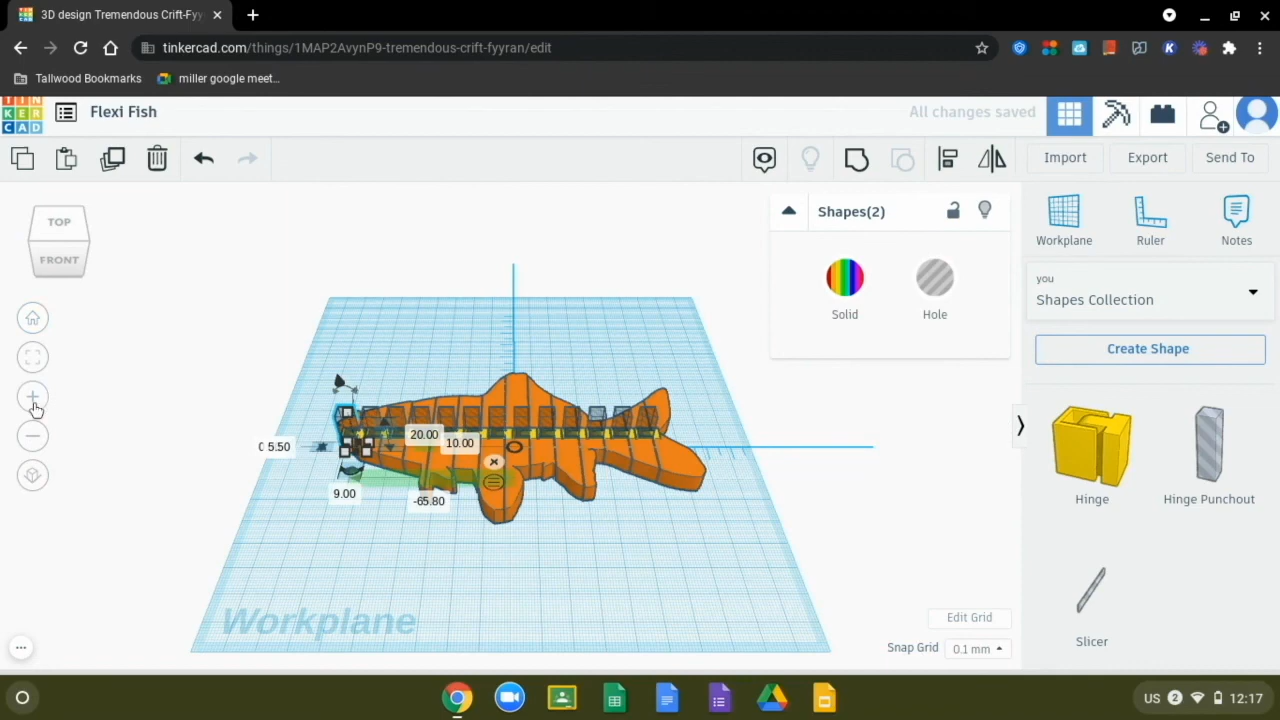 3D design Tremendous Crift-Fyy
tinkercad.com/things/1MAP2AvynP9-tremendous-crift-fyyran/edit
Tallwood Bookmarks
miller google meet...
TIN
KER
CAD
Flexi Fish
All changes saved
Import
Export
Send To
TOP
FRONT
Shapes(2)
Solid
Hole
Workplane
Ruler
Notes
you
Shapes Collection
Create Shape
Hinge
Hinge Punchout
Slicer
20.00
10.00
5.50
9.00
-65.80
Workplane
Edit Grid
Snap Grid
0.1 mm
US
2
12:17